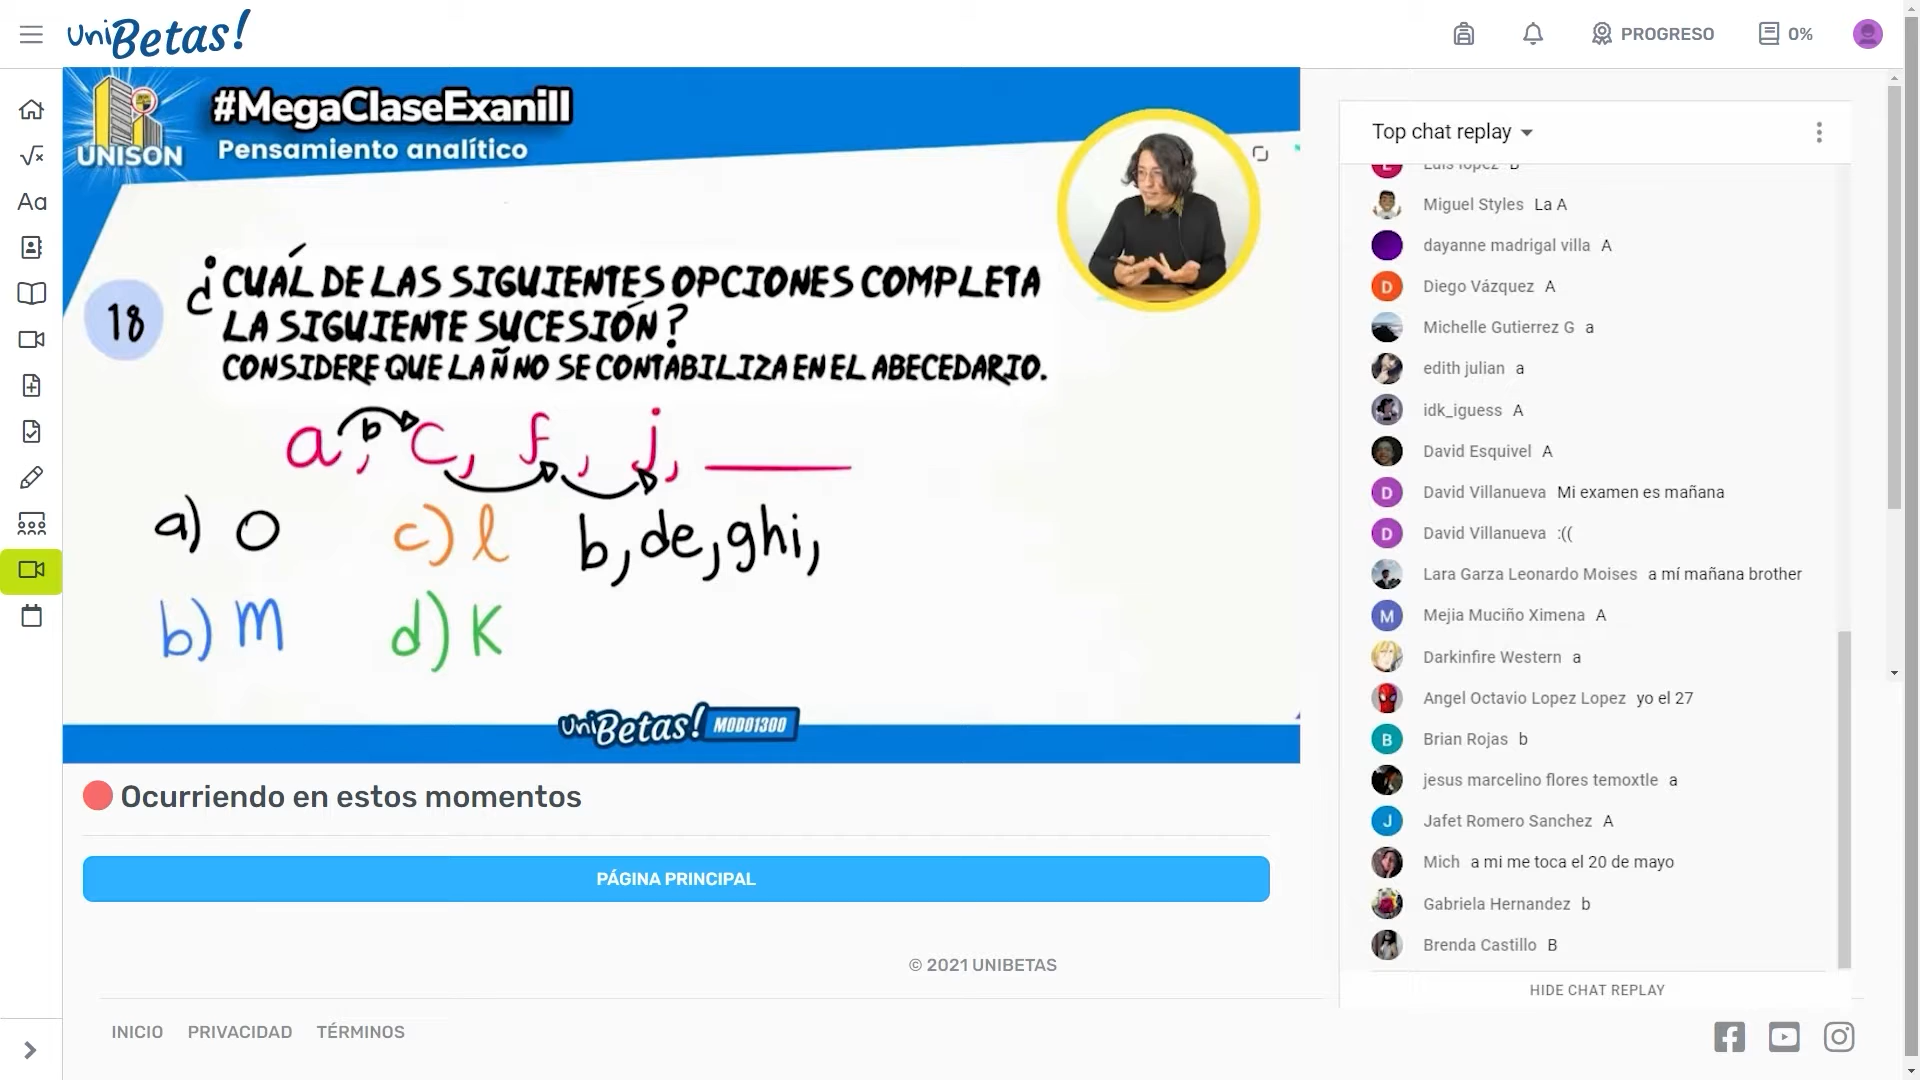 UniBetas!
PROGRESO
0%
UNISON
#MegaClaseExaniII
Pensamiento analítico
18
¿CUÁL DE LAS SIGUIENTES OPCIONES COMPLETA
LA SIGUIENTE SUCESIÓN?
CONSIDERE QUE LA Ñ NO SE CONTABILIZA EN EL ABECEDARIO.
b
a, c, f, j, ______
a) o
c) l
b, de, ghi,
b) m
d) k
UniBetas! MODO1300
Ocurriendo en estos momentos
PÁGINA PRINCIPAL
© 2021 UNIBETAS
INICIO PRIVACIDAD TÉRMINOS
Top chat replay
Luis lopez B
Miguel Styles La A
dayanne madrigal villa A
D Diego Vázquez A
Michelle Gutierrez G a
edith julian a
idk_iguess A
David Esquivel A
D David Villanueva Mi examen es mañana
D David Villanueva :((
Lara Garza Leonardo Moises a mí mañana brother
M Mejia Muciño Ximena A
Darkinfire Western a
Angel Octavio Lopez Lopez yo el 27
B Brian Rojas b
jesus marcelino flores temoxtle a
J Jafet Romero Sanchez A
Mich a mi me toca el 20 de mayo
Gabriela Hernandez b
Brenda Castillo B
HIDE CHAT REPLAY